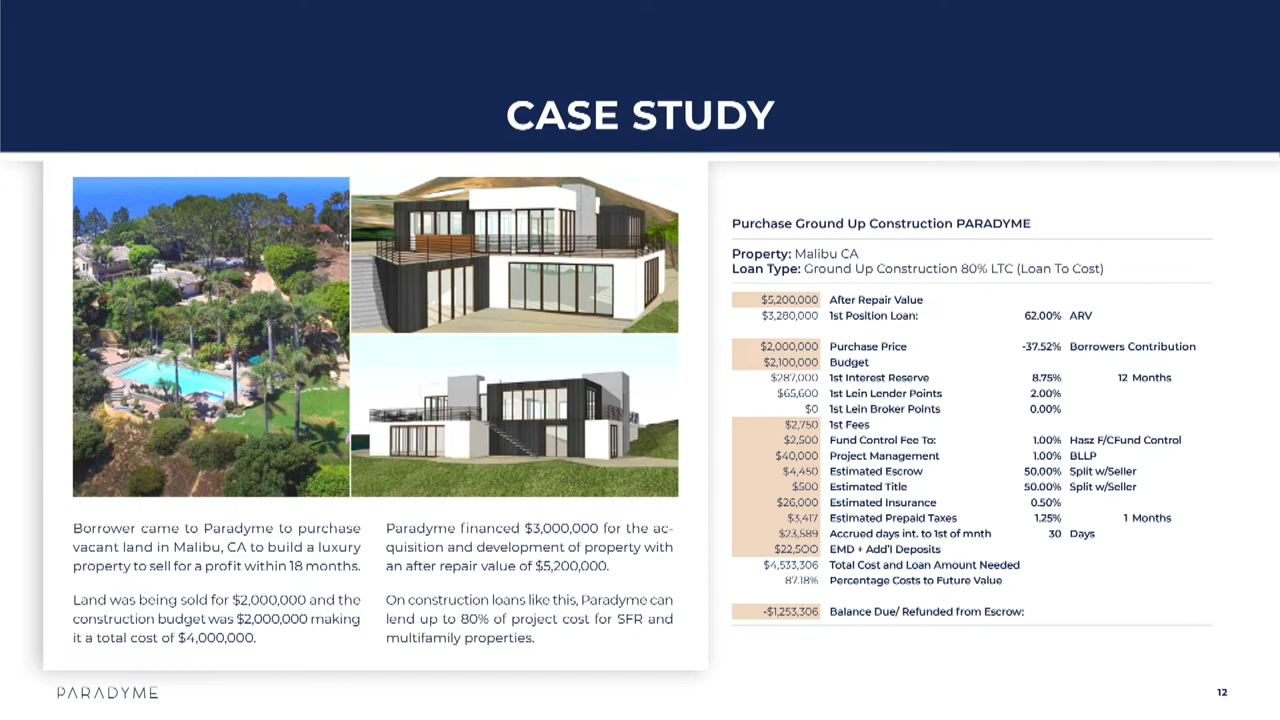 CASE STUDY
Borrower came to Paradyme to purchase
vacant land in Malibu, CA to build a luxury
property to sell for a profit within 18 months.
Land was being sold for $2,000,000 and the
construction budget was $2,000,000 making
it a total cost of $4,000,000.
Paradyme financed $3,000,000 for the ac-
quisition and development of property with
an after repair value of $5,200,000.
On construction loans like this, Paradyme can
lend up to 80% of project cost for SFR and
multifamily properties.
Purchase Ground Up Construction PARADYME
Property: Malibu CA
Loan Type: Ground Up Construction 80% LTC (Loan To Cost)
$5,200,000 After Repair Value
$3,280,000 1st Position Loan: 62.00% ARV
$2,000,000 Purchase Price -37.52% Borrowers Contribution
$2,100,000 Budget
$287,000 1st Interest Reserve 8.75% 12 Months
$65,600 1st Lein Lender Points 2.00%
$0 1st Lein Broker Points 0.00%
$2,750 1st Fees
$2,500 Fund Control Fee To: 1.00% Hasz F/CFund Control
$40,000 Project Management 1.00% BLLP
$4,450 Estimated Escrow 50.00% Split w/Seller
$500 Estimated Title 50.00% Split w/Seller
$26,000 Estimated Insurance 0.50%
$3,417 Estimated Prepaid Taxes 1.25% 1 Months
$23,589 Accrued days int. to 1st of mnth 30 Days
$22,500 EMD + Add'l Deposits
$4,533,306 Total Cost and Loan Amount Needed
87.18% Percentage Costs to Future Value
-$1,253,306 Balance Due/ Refunded from Escrow:
PARADYME
12